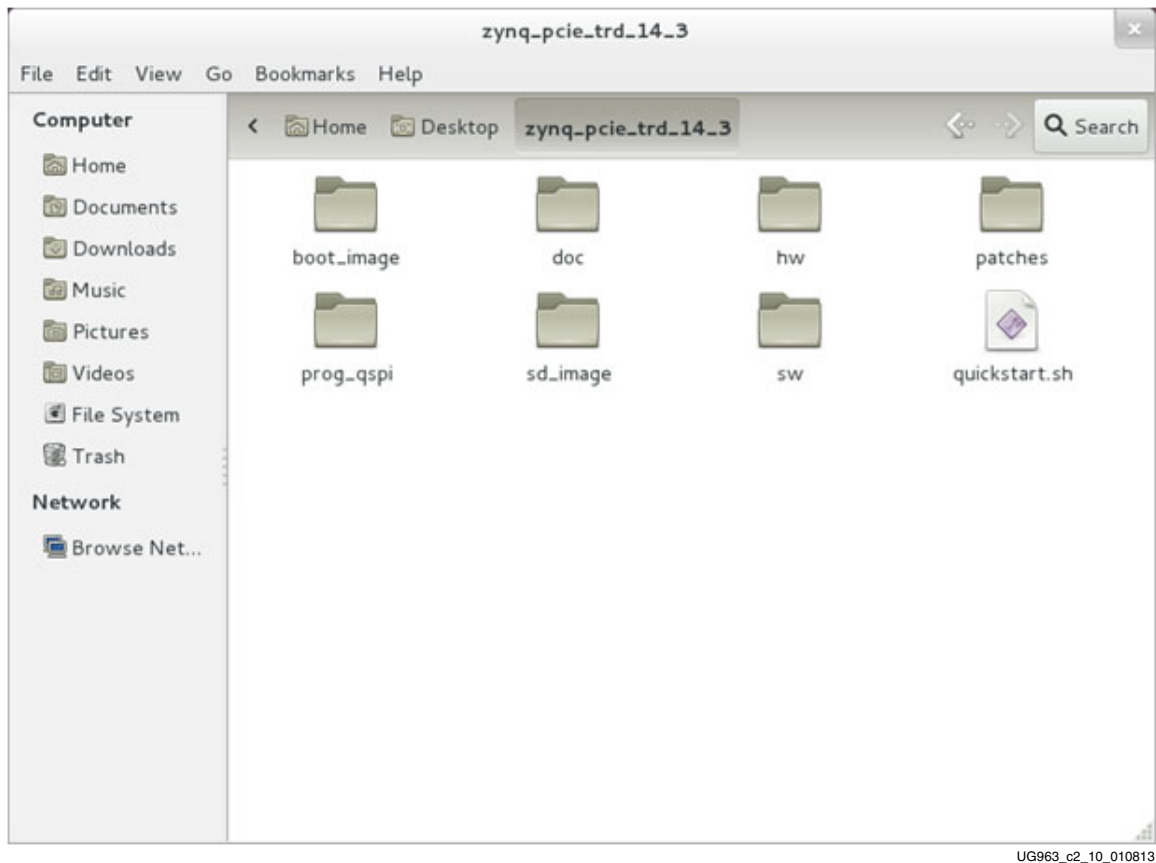 zynq_pcie_trd_14_3
File Edit View Go Bookmarks Help
Computer
Home
Documents
Downloads
Music
Pictures
Videos
File System
Trash
Network
Browse Net...
Home Desktop zynq_pcie_trd_14_3 Search
boot_image doc hw patches
prog_qspi sd_image sw quickstart.sh
UG963_c2_10_010813